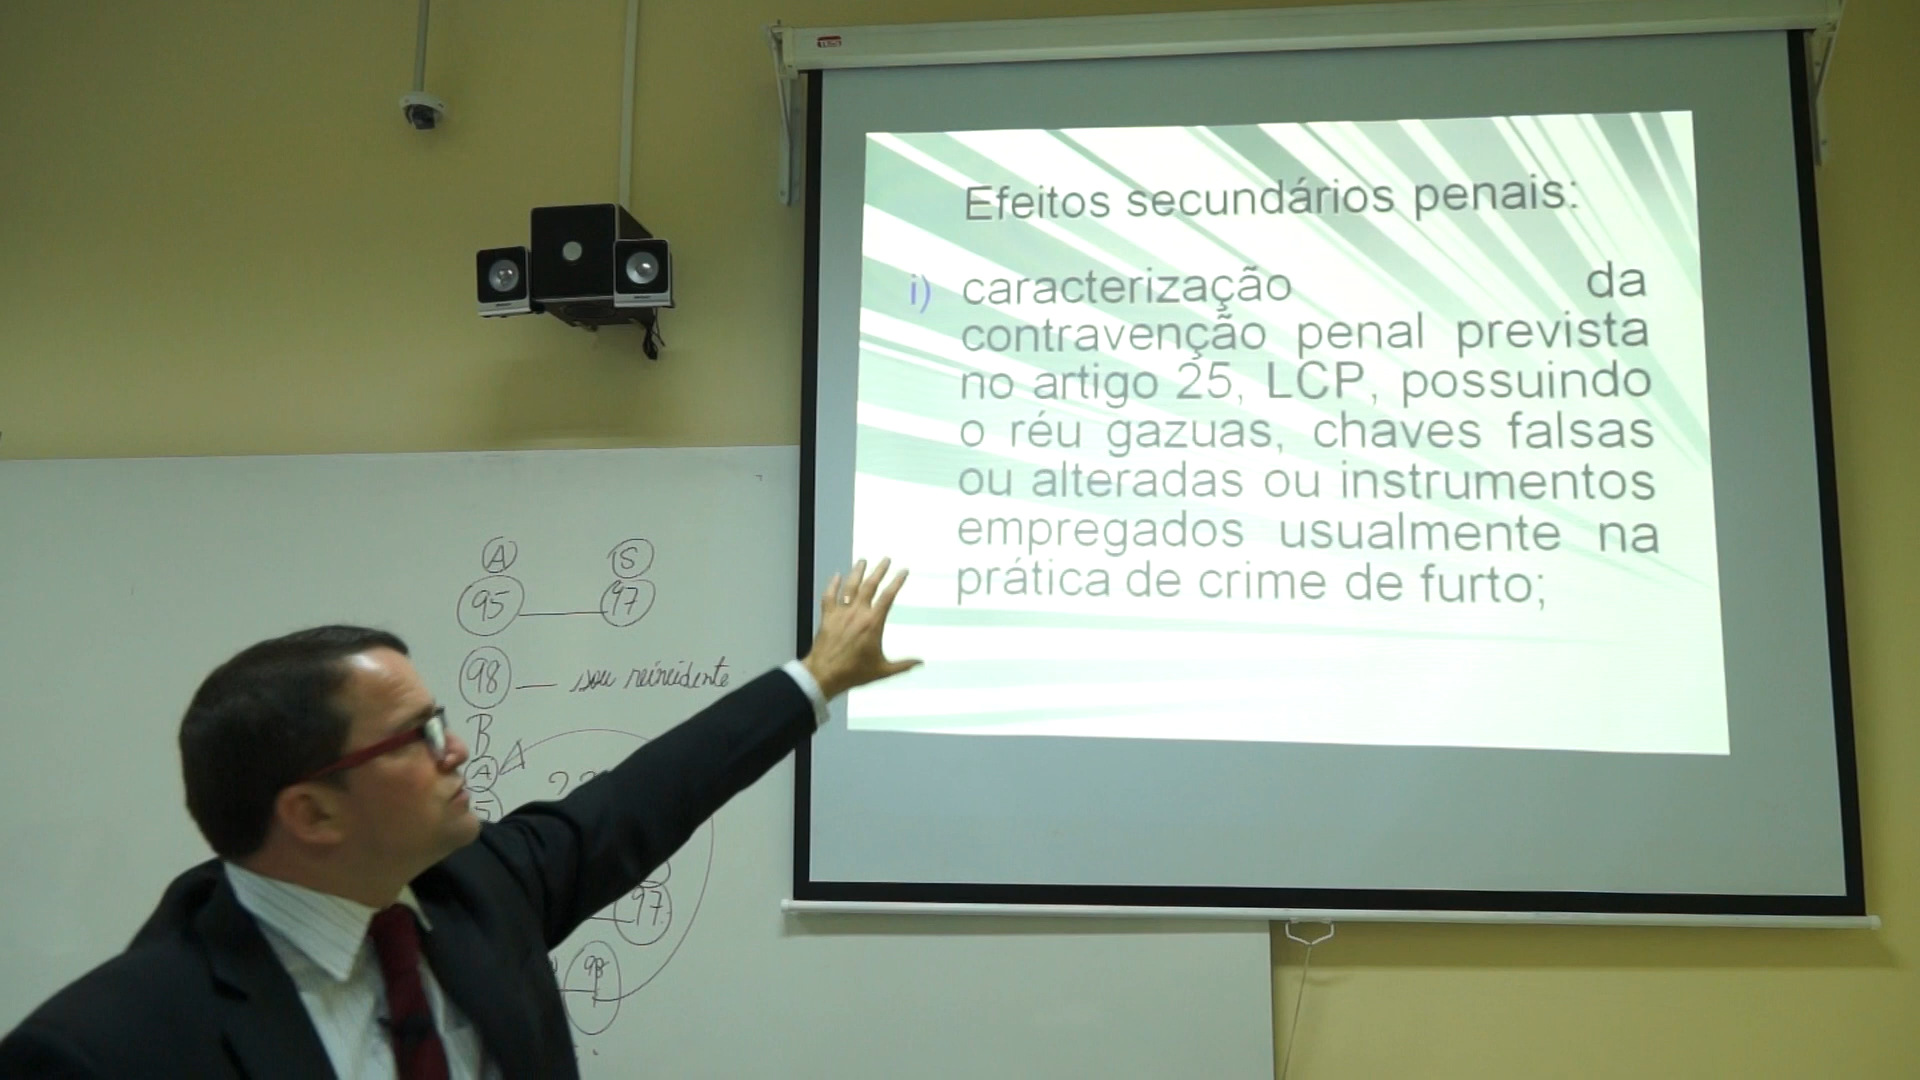 Efeitos secundários penais:
i) caracterização da
contravenção penal prevista
no artigo 25, LCP, possuindo
o réu gazuas, chaves falsas
ou alteradas ou instrumentos
empregados usualmente na
prática de crime de furto;
A S
95 97
98 — sou reincidente
B
A A
5
97
98